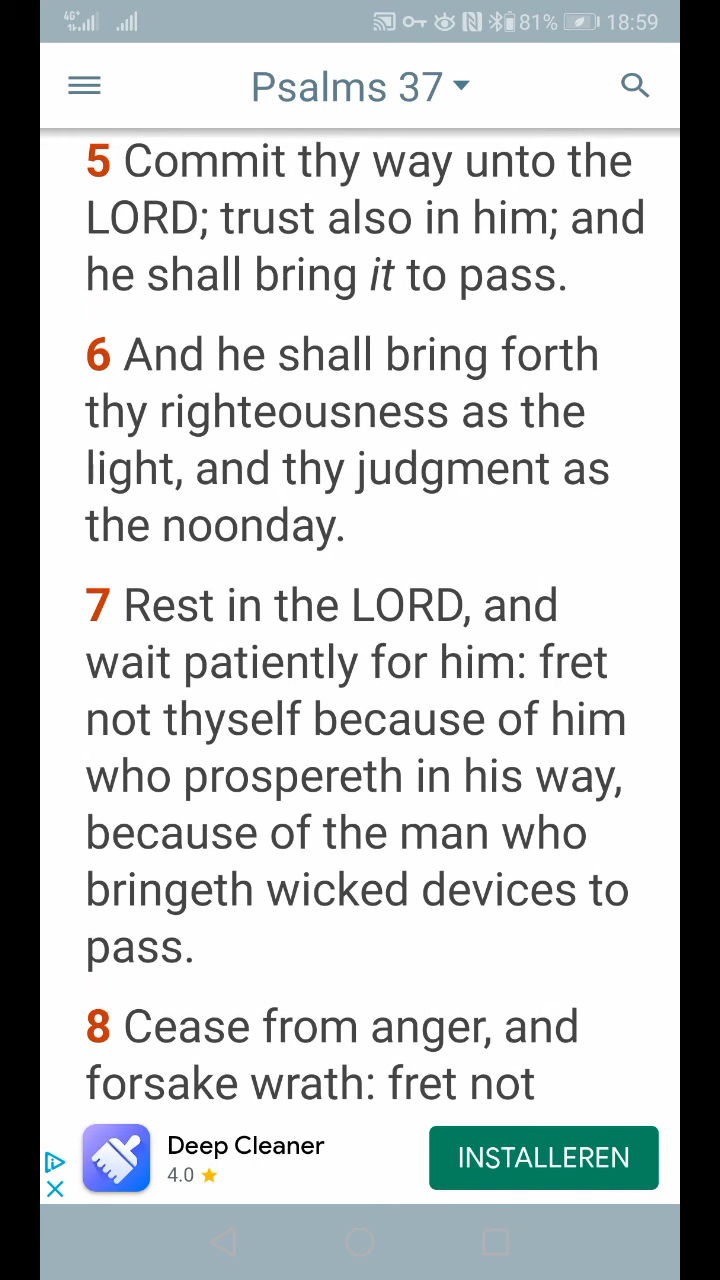 4G+ 81% 18:59
Psalms 37
5 Commit thy way unto the
LORD; trust also in him; and
he shall bring it to pass.
6 And he shall bring forth
thy righteousness as the
light, and thy judgment as
the noonday.
7 Rest in the LORD, and
wait patiently for him: fret
not thyself because of him
who prospereth in his way,
because of the man who
bringeth wicked devices to
pass.
8 Cease from anger, and
forsake wrath: fret not
Deep Cleaner
4.0
INSTALLEREN